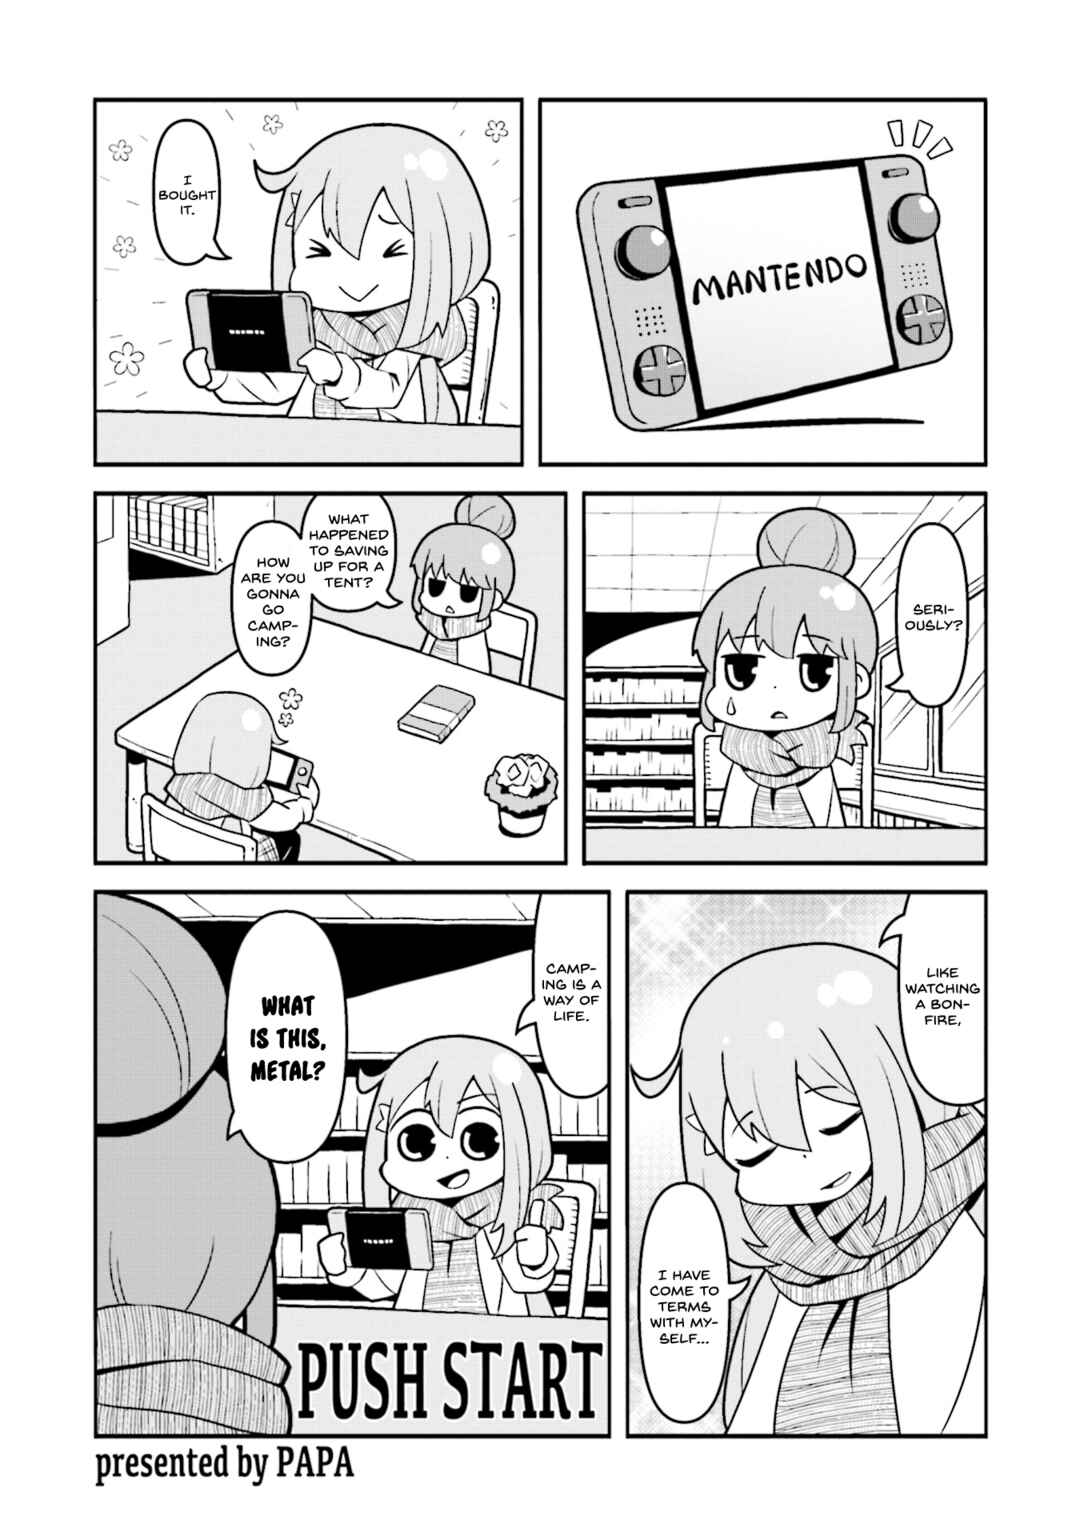 MANTENDO
I
BOUGHT
IT.
SERI-
OUSLY?
WHAT
HAPPENED
TO SAVING
UP FOR A
TENT?
HOW
ARE YOU
GONNA
GO
CAMP-
ING?
LIKE
WATCHING
A BON-
FIRE,
I HAVE
COME TO
TERMS
WITH MY-
SELF...
CAMP-
ING IS A
WAY OF
LIFE.
WHAT
IS THIS,
METAL?
PUSH START
presented by PAPA